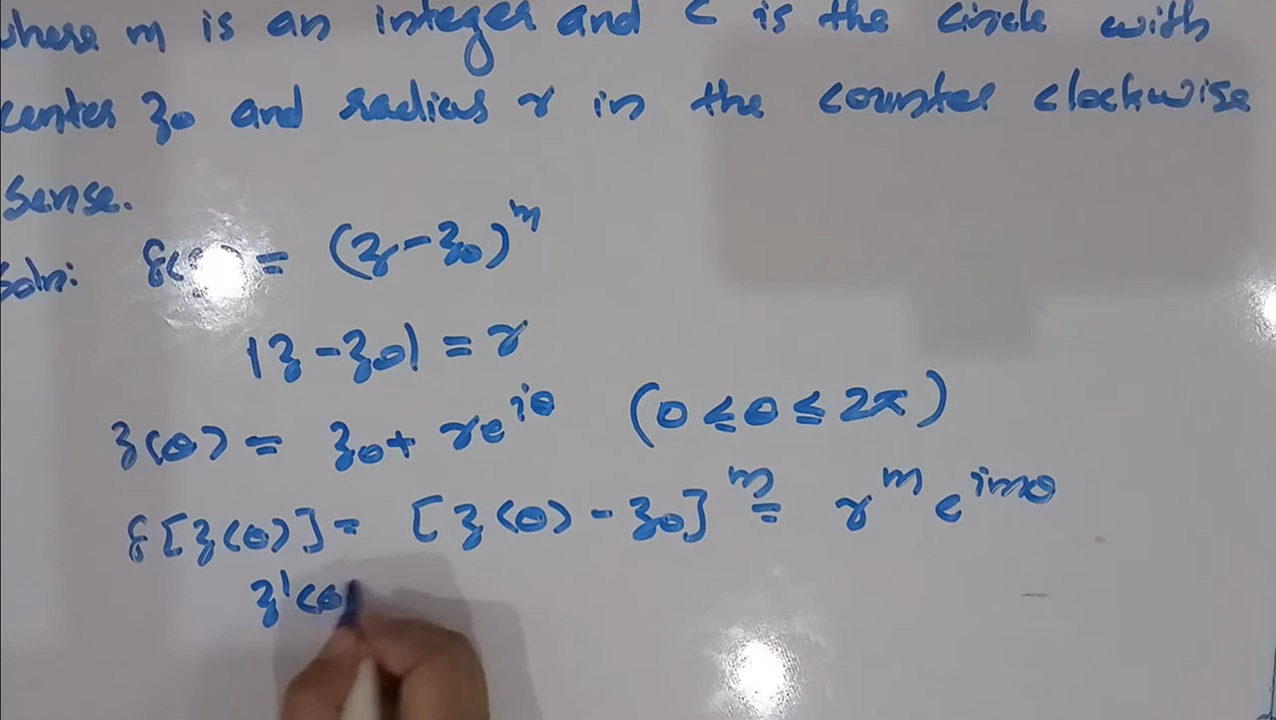 where m is an integer and C is the circle with
center z₀ and radius r in the counter clockwise
sense.
Soln: f(z) = (z-z₀)^m
|z-z₀| = r
z(θ) = z₀ + re^iθ (0≤θ≤2π)
f[z(θ)] = [z(θ)-z₀]^m = r^m e^imθ
z'(θ)